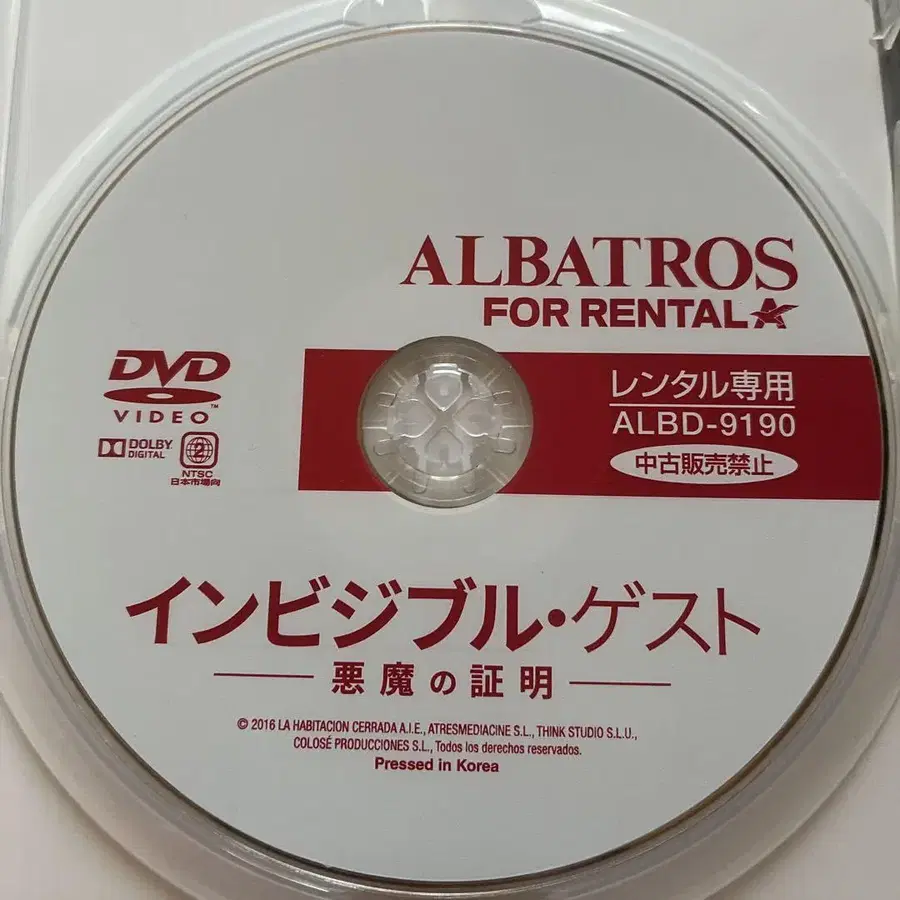 ALBATROS
FOR RENTAL
DVD
VIDEO™
DOLBY
DIGITAL
2
NTSC
日本市場向
レンタル専用
ALBD-9190
中古販売禁止
インビジブル・ゲスト
悪魔の証明
© 2016 LA HABITACION CERRADA A.I.E., ATRESMEDIACINE S.L., THINK STUDIO S.L.U.,
COLOSÉ PRODUCCIONES S.L., Todos los derechos reservados.
Pressed in Korea